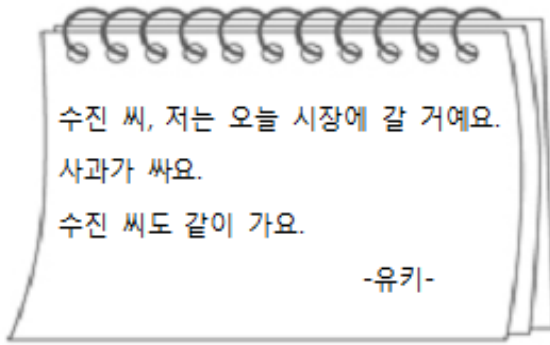 수진 씨, 저는 오늘 시장에 갈 거예요.
사과가 싸요.
수진 씨도 같이 가요.
-유키-